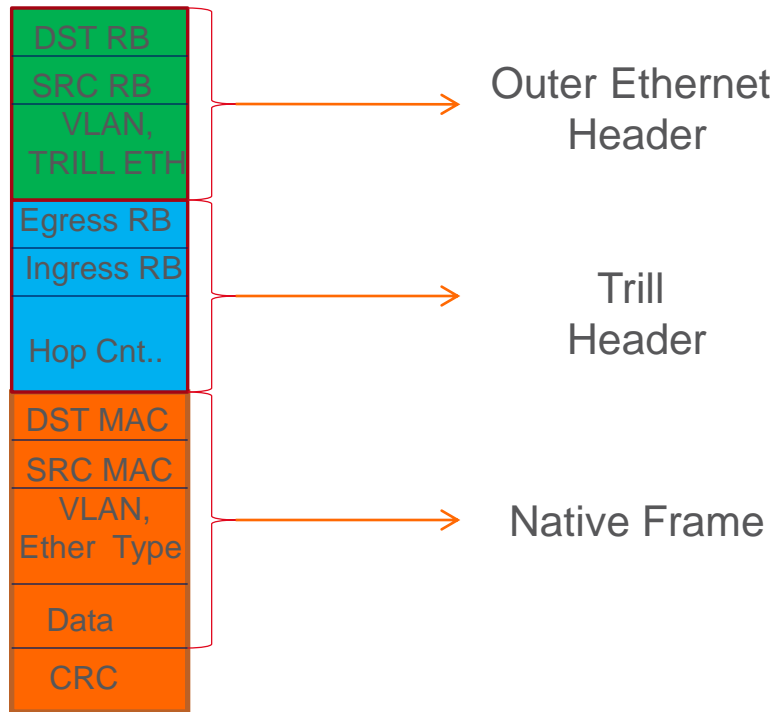 DST RB
SRC RB
VLAN,
TRILL ETH
Outer Ethernet
Header
Egress RB
Ingress RB
Hop Cnt..
Trill
Header
DST MAC
SRC MAC
VLAN,
Ether Type
Data
Native Frame
CRC